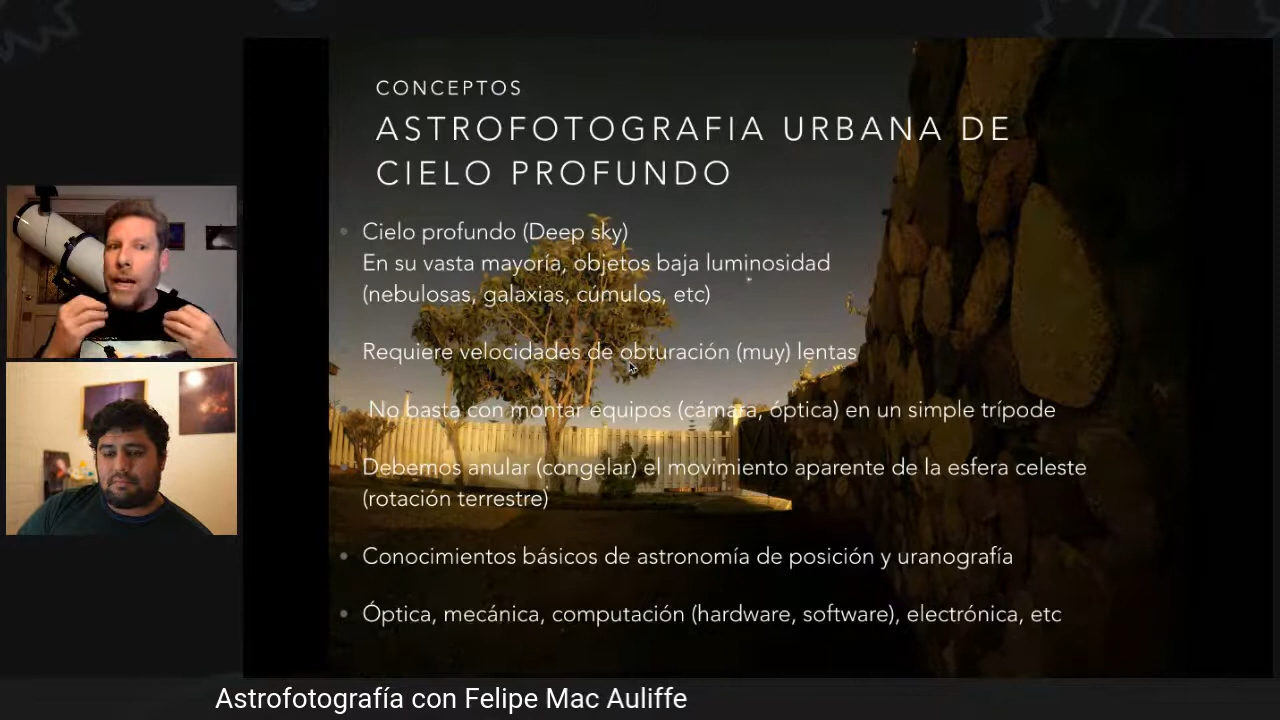 CONCEPTOS
ASTROFOTOGRAFIA URBANA DE
CIELO PROFUNDO
Cielo profundo (Deep sky)
En su vasta mayoría, objetos baja luminosidad
(nebulosas, galaxias, cúmulos, etc)
Requiere velocidades de obturación (muy) lentas
No basta con montar equipos (cámara, óptica) en un simple trípode
Debemos anular (congelar) el movimiento aparente de la esfera celeste
(rotación terrestre)
Conocimientos básicos de astronomía de posición y uranografía
Óptica, mecánica, computación (hardware, software), electrónica, etc
Astrofotografía con Felipe Mac Auliffe